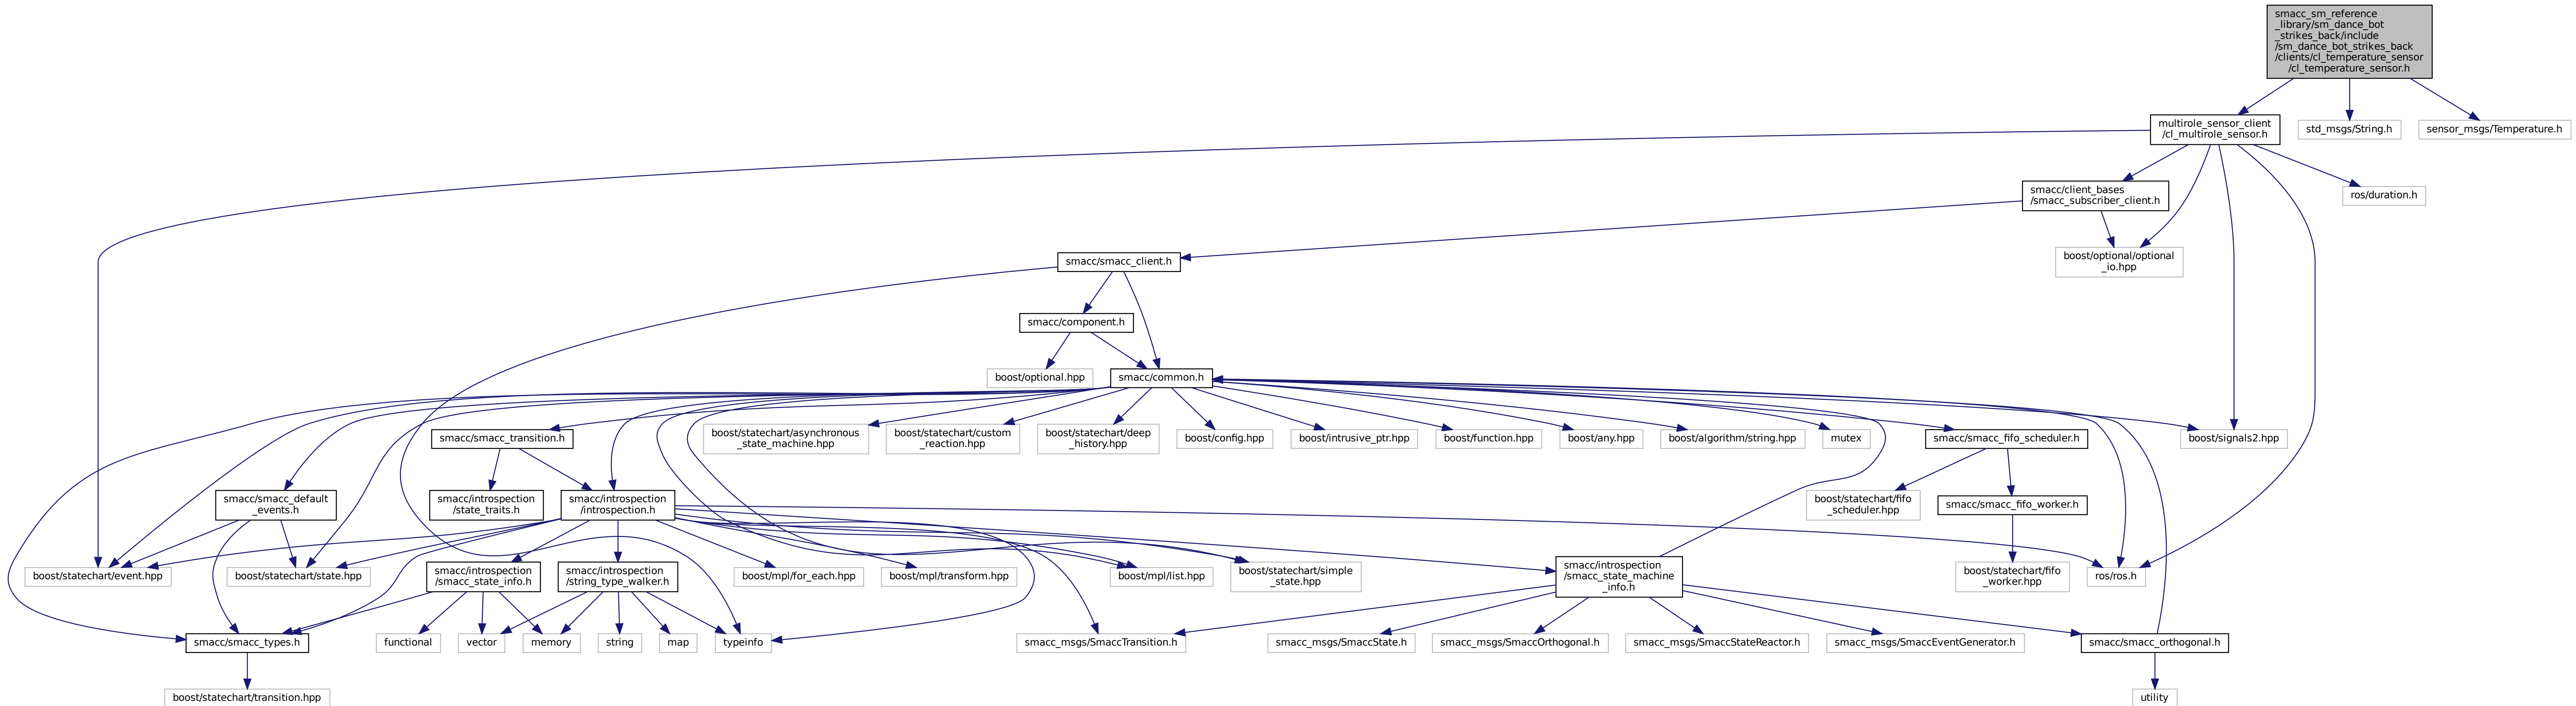 smacc_sm_reference
_library/sm_dance_bot
_strikes_back/include
/sm_dance_bot_strikes_back
/clients/cl_temperature_sensor
/cl_temperature_sensor.h
multirole_sensor_client
/cl_multirole_sensor.h
std_msgs/String.h
sensor_msgs/Temperature.h
smacc/client_bases
/smacc_subscriber_client.h
ros/duration.h
smacc/smacc_client.h
boost/optional/optional
_io.hpp
smacc/component.h
boost/optional.hpp
smacc/common.h
smacc/smacc_transition.h
boost/statechart/asynchronous
_state_machine.hpp
boost/statechart/custom
_reaction.hpp
boost/statechart/deep
_history.hpp
boost/config.hpp
boost/intrusive_ptr.hpp
boost/function.hpp
boost/any.hpp
boost/algorithm/string.hpp
mutex
smacc/smacc_fifo_scheduler.h
boost/signals2.hpp
smacc/smacc_default
_events.h
smacc/introspection
/state_traits.h
smacc/introspection
/introspection.h
boost/statechart/fifo
_scheduler.hpp
smacc/smacc_fifo_worker.h
boost/statechart/event.hpp
boost/statechart/state.hpp
smacc/introspection
/smacc_state_info.h
smacc/introspection
/string_type_walker.h
boost/mpl/for_each.hpp
boost/mpl/transform.hpp
boost/mpl/list.hpp
boost/statechart/simple
_state.hpp
smacc/introspection
/smacc_state_machine
_info.h
boost/statechart/fifo
_worker.hpp
ros/ros.h
smacc/smacc_types.h
functional
vector
memory
string
map
typeinfo
smacc_msgs/SmaccTransition.h
smacc_msgs/SmaccState.h
smacc_msgs/SmaccOrthogonal.h
smacc_msgs/SmaccStateReactor.h
smacc_msgs/SmaccEventGenerator.h
smacc/smacc_orthogonal.h
boost/statechart/transition.hpp
utility